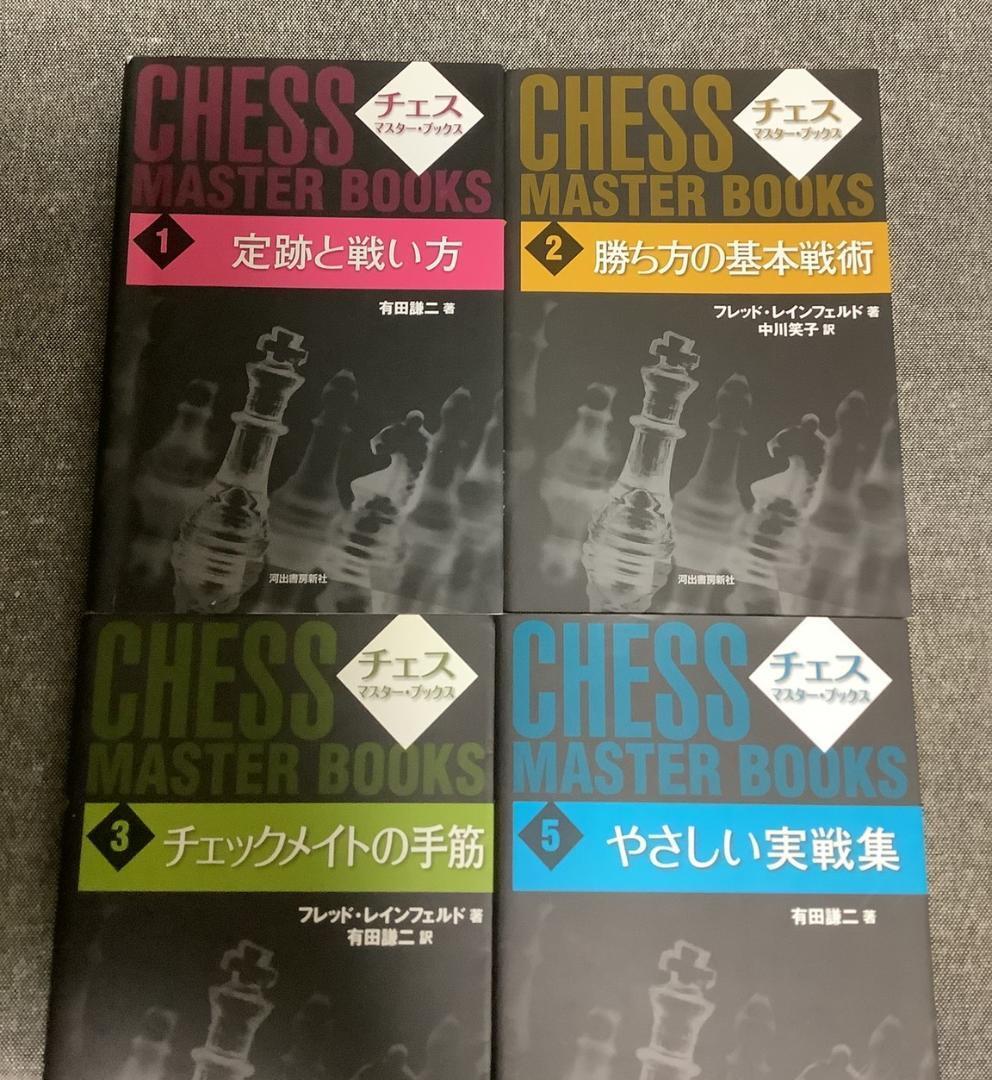 CHESS
チェス
マスター・ブックス
MASTER BOOKS
1 定跡と戦い方
有田謙二 著
河出書房新社
CHESS
チェス
マスター・ブックス
MASTER BOOKS
2 勝ち方の基本戦術
フレッド・レインフェルド 著
中川笑子 訳
河出書房新社
CHESS
チェス
マスター・ブックス
MASTER BOOKS
3 チェックメイトの手筋
フレッド・レインフェルド 著
有田謙二 訳
CHESS
チェス
マスター・ブックス
MASTER BOOKS
5 やさしい実戦集
有田謙二 著